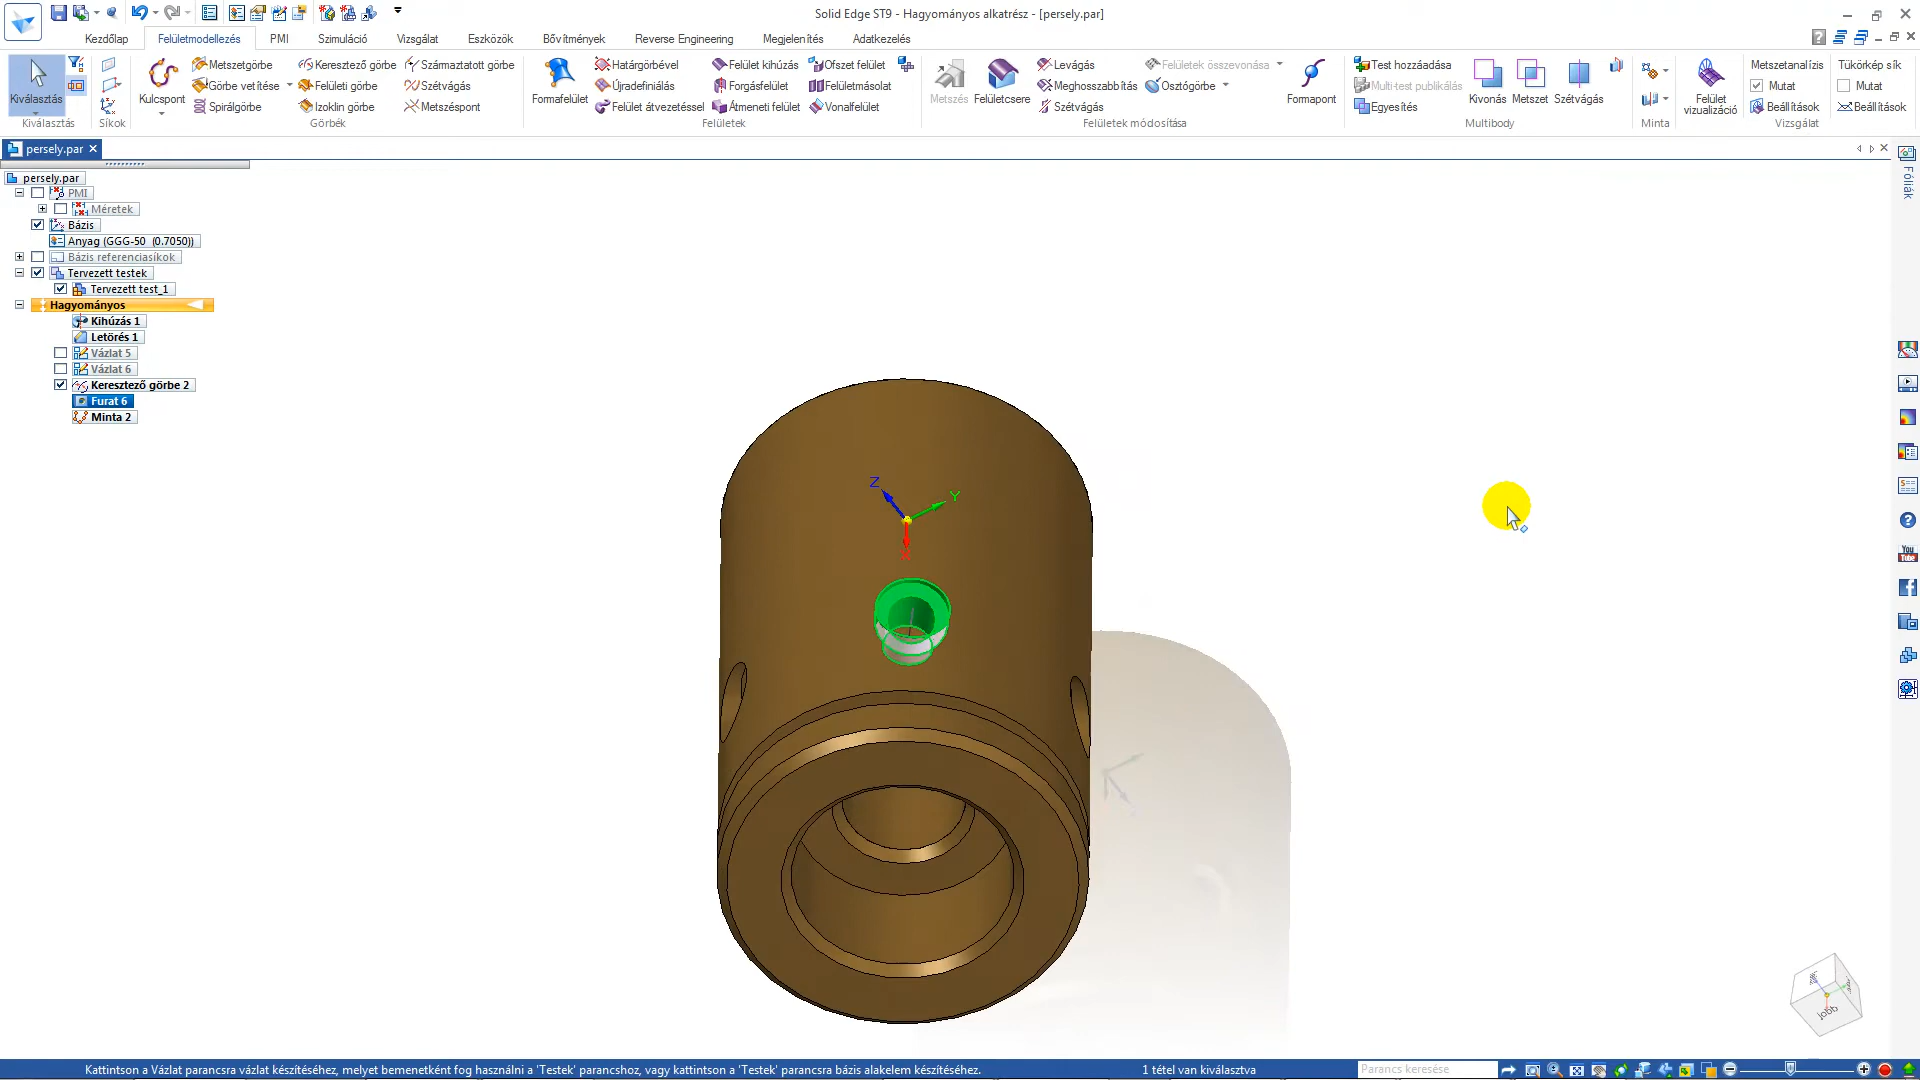 Solid Edge ST9 - Hagyományos alkatrész - [persely.par]
Kezdőlap
Felületmodellezés
PMI
Szimuláció
Vizsgálat
Eszközök
Bővítmények
Reverse Engineering
Megjelenítés
Adatkezelés
Kiválasztás
Kiválasztás
Síkok
Kulcspont
Metszetgörbe
Görbe vetítése
Spirálgörbe
Keresztező görbe
Felületi görbe
Izoklin görbe
Származtatott görbe
Szétvágás
Metszéspont
Görbék
Formafelület
Határgörbével
Újradefiniálás
Felület átvezetéssel
Felület kihúzás
Forgásfelület
Átmeneti felület
Ofszet felület
Felületmásolat
Vonalfelület
Felületek
Metszés
Felületcsere
Levágás
Meghosszabbítás
Szétvágás
Felületek összevonása
Osztógörbe
Formapont
Felületek módosítása
Test hozzáadása
Multi-test publikálás
Egyesítés
Kivonás
Metszet
Szétvágás
Multibody
Minta
Felület vizualizáció
Metszetanalízis
Mutat
Beállítások
Tükörkép sík
Mutat
Beállítások
Vizsgálat
persely.par
persely.par
PMI
Méretek
Bázis
Anyag (GGG-50 (0.7050))
Bázis referenciasíkok
Tervezett testek
Tervezett test_1
Hagyományos
Kihúzás 1
Letörés 1
Vázlat 5
Vázlat 6
Keresztező görbe 2
Furat 6
Minta 2
Fóliák
You
Tube
Z
Y
X
Jobb
Kattintson a Vázlat parancsra vázlat készítéséhez, melyet bemenetként fog használni a 'Testek' parancshoz, vagy kattintson a 'Testek' parancsra bázis alakelem készítéséhez.
1 tétel van kiválasztva
Parancs keresése